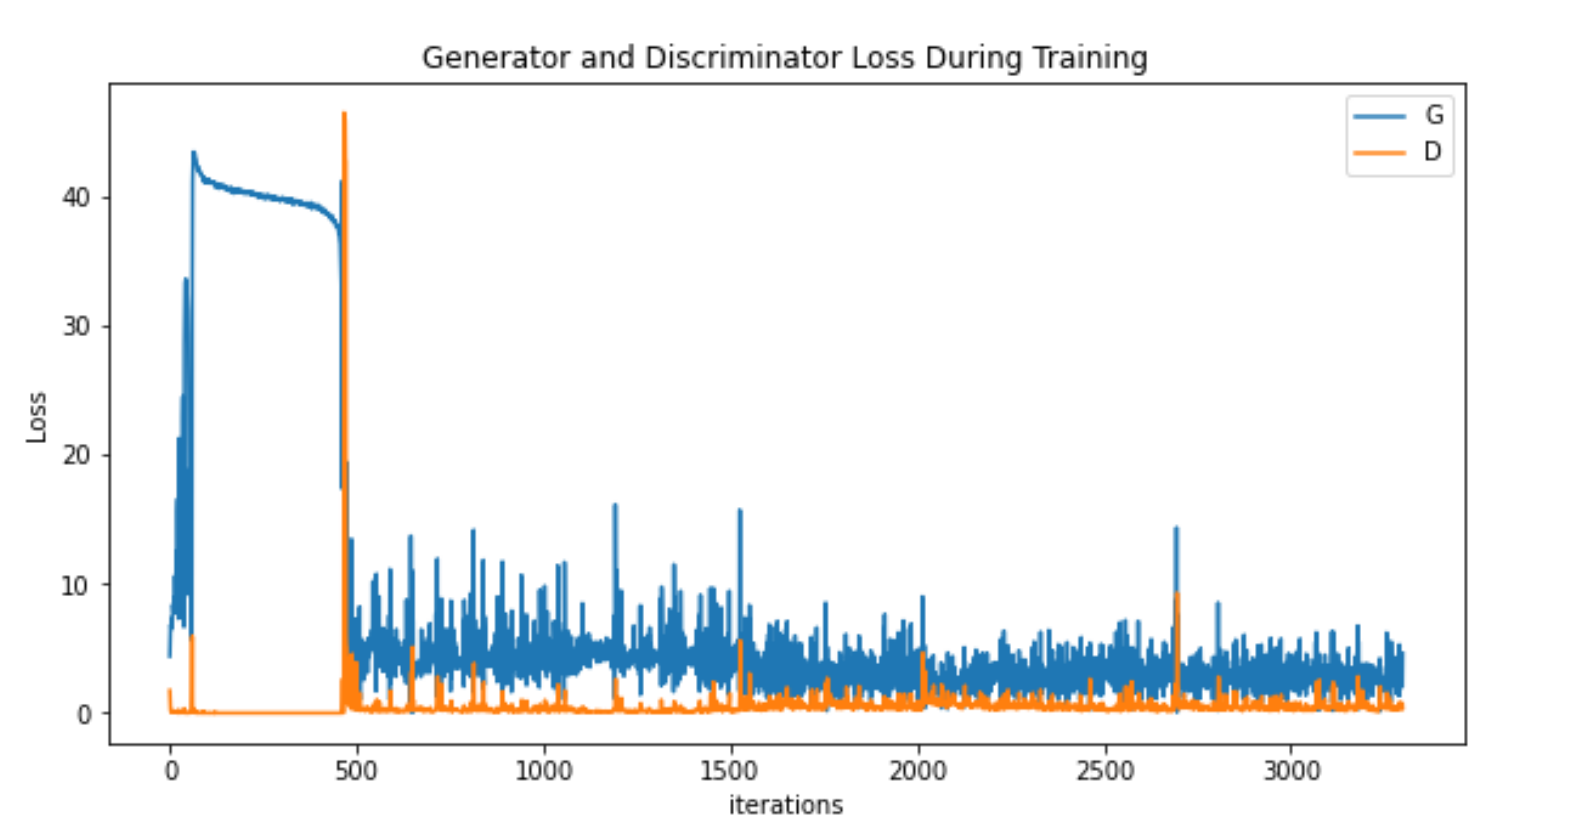 Generator and Discriminator Loss During Training
G
D
40
30
20
10
0
Loss
0 500 1000 1500 2000 2500 3000
iterations